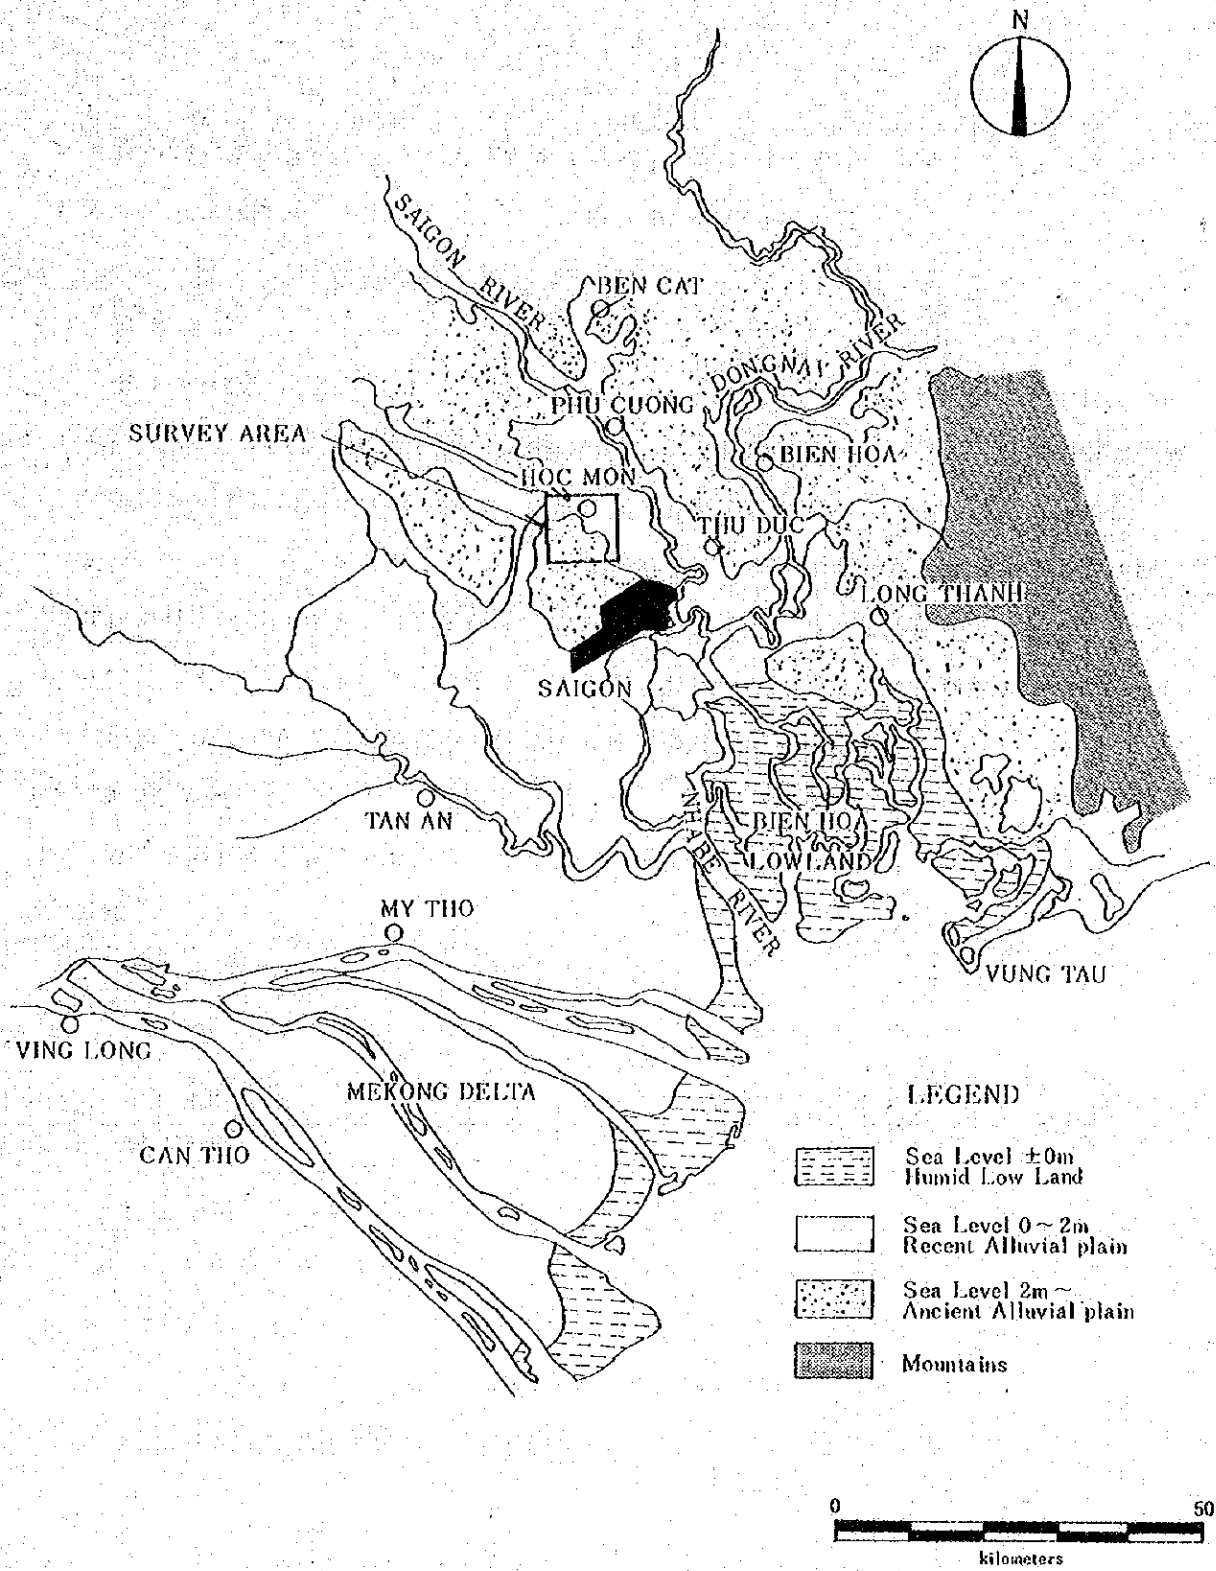 N
SAIGON RIVER
BEN CAT
DONGNAI RIVER
PHU CUONG
SURVEY AREA
BIEN HOA
HOC MON
THU DUC
LONG THANH
SAIGON
TAN AN
NHABE RIVER
BIEN HOA
LOWLAND
MY THO
VUNG TAU
VING LONG
MEKONG DELTA
CAN THO
LEGEND
Sea Level ±0m
Humid Low Land
Sea Level 0~2m
Recent Alluvial plain
Sea Level 2m~
Ancient Alluvial plain
Mountains
0 50
kilometers